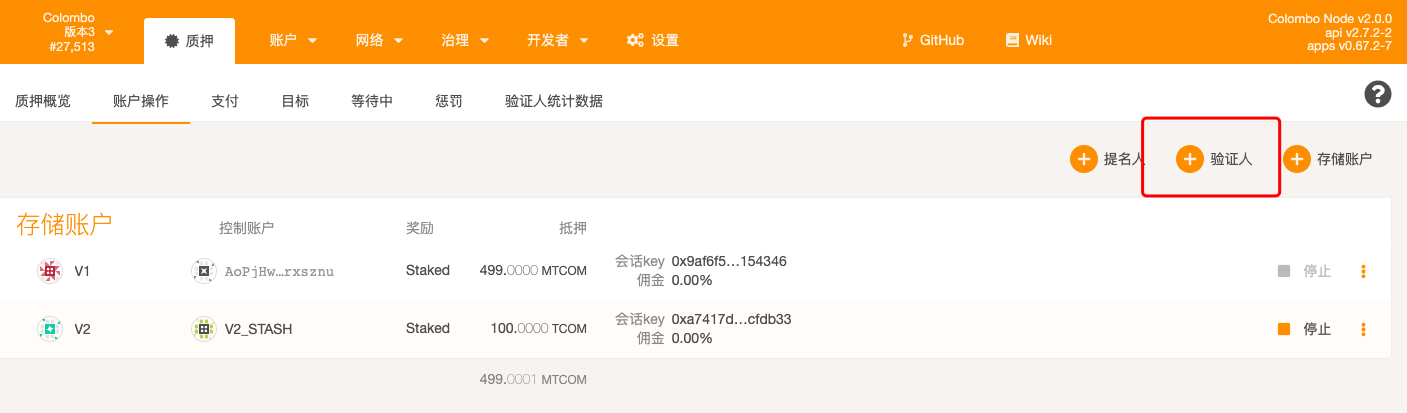 Colombo
版本3
#27,513
质押
账户
网络
治理
开发者
设置
GitHub
Wiki
Colombo Node v2.0.0
api v2.7.2-2
apps v0.67.2-7
质押概览
账户操作
支付
目标
等待中
惩罚
验证人统计数据
提名人
验证人
存储账户
存储账户
控制账户
奖励
抵押
V1
AoPjHw…rxsznu
Staked
499.0000 MTCOM
会话key 0x9af6f5…154346
佣金 0.00%
停止
V2
V2_STASH
Staked
100.0000 TCOM
会话key 0xa7417d…cfdb33
佣金 0.00%
停止
499.0001 MTCOM